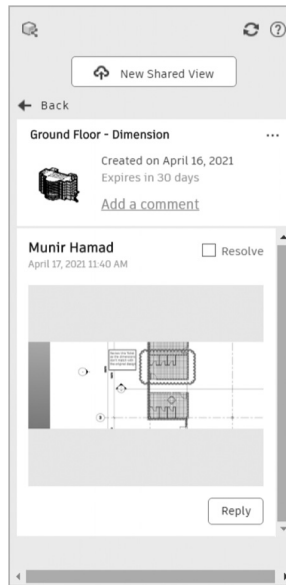 New Shared View
Back
Ground Floor - Dimension
Created on April 16, 2021
Expires in 30 days
Add a comment
Munir Hamad
Resolve
April 17, 2021 11:40 AM
Reply